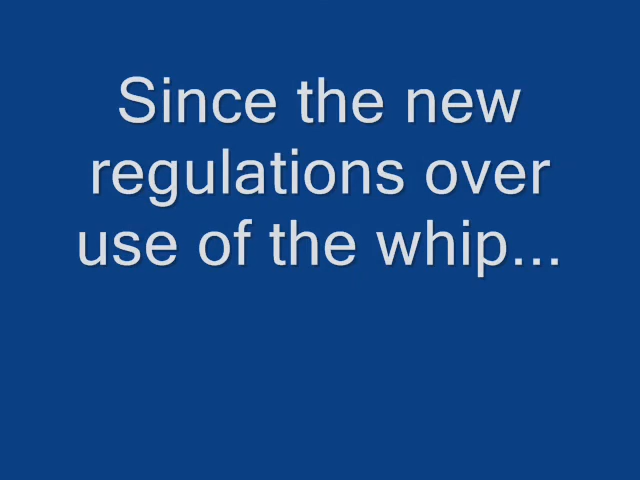 Since the new
regulations over
use of the whip...